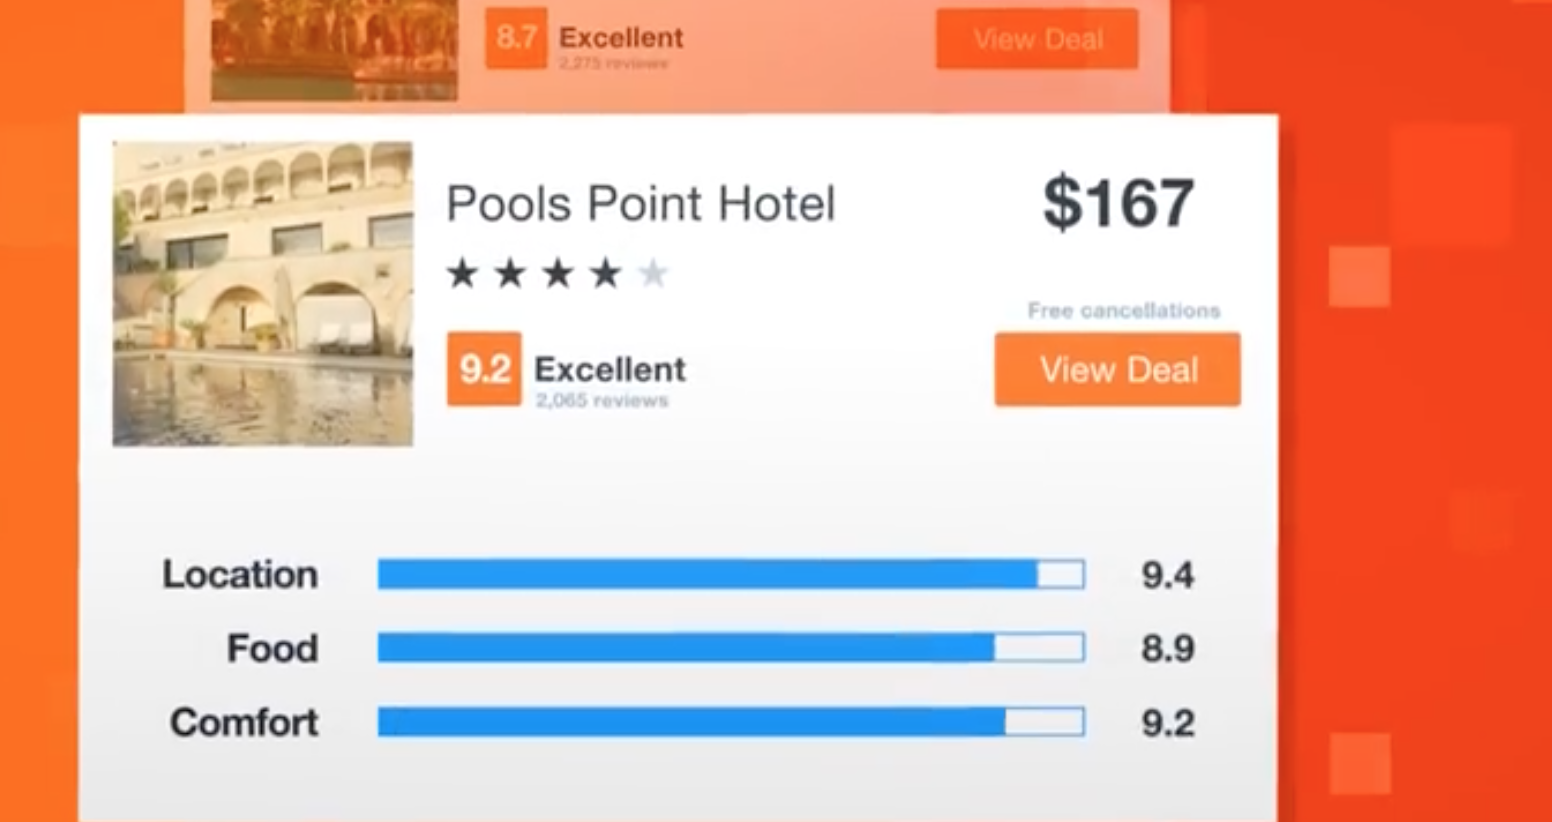 8.7 Excellent View Deal
2,275 reviews
Pools Point Hotel $167
Free cancellations
9.2 Excellent View Deal
2,065 reviews
Location 9.4
Food 8.9
Comfort 9.2